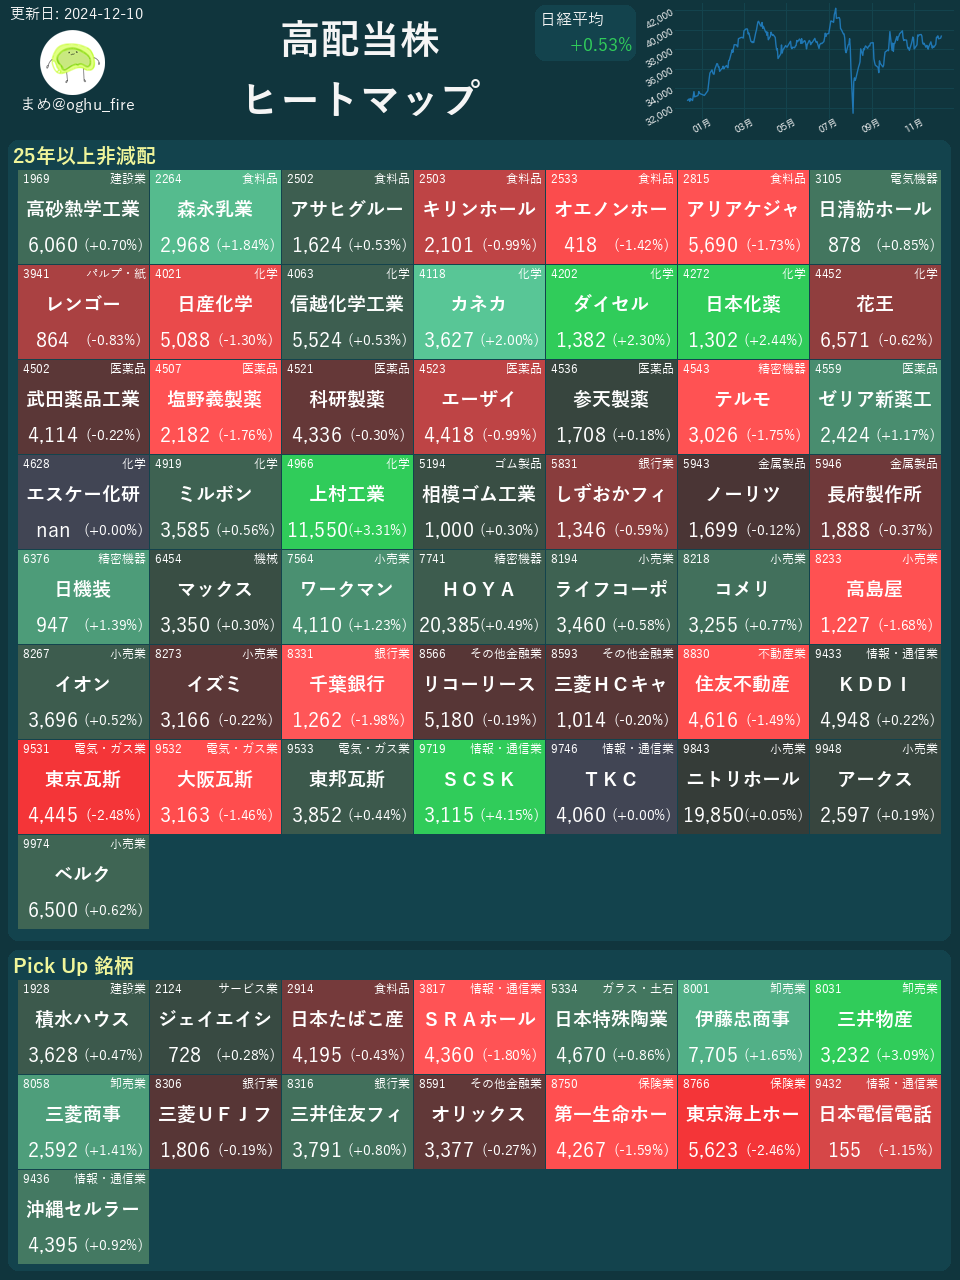 更新日: 2024-12-10
高配当株
ヒートマップ
まめ@oghu_fire
日経平均
+0.53%
42,000
40,000
38,000
36,000
34,000
32,000
01月 03月 05月 07月 09月 11月
25年以上非減配
1969 建設業 2264 食料品 2502 食料品 2503 食料品 2533 食料品 2815 食料品 3105 電気機器
高砂熱学工業 森永乳業 アサヒグルー キリンホール オエノンホー アリアケジャ 日清紡ホール
6,060 (+0.70%) 2,968 (+1.84%) 1,624 (+0.53%) 2,101 (-0.99%) 418 (-1.42%) 5,690 (-1.73%) 878 (+0.85%)
3941 パルプ・紙 4021 化学 4063 化学 4118 化学 4202 化学 4272 化学 4452 化学
レンゴー 日産化学 信越化学工業 カネカ ダイセル 日本化薬 花王
864 (-0.83%) 5,088 (-1.30%) 5,524 (+0.53%) 3,627 (+2.00%) 1,382 (+2.30%) 1,302 (+2.44%) 6,571 (-0.62%)
4502 医薬品 4507 医薬品 4521 医薬品 4523 医薬品 4536 医薬品 4543 精密機器 4559 医薬品
武田薬品工業 塩野義製薬 科研製薬 エーザイ 参天製薬 テルモ ゼリア新薬工
4,114 (-0.22%) 2,182 (-1.76%) 4,336 (-0.30%) 4,418 (-0.99%) 1,708 (+0.18%) 3,026 (-1.75%) 2,424 (+1.17%)
4628 化学 4919 化学 4966 化学 5194 ゴム製品 5831 銀行業 5943 金属製品 5946 金属製品
エスケー化研 ミルボン 上村工業 相模ゴム工業 しずおかフィ ノーリツ 長府製作所
nan (+0.00%) 3,585 (+0.56%) 11,550(+3.31%) 1,000 (+0.30%) 1,346 (-0.59%) 1,699 (-0.12%) 1,888 (-0.37%)
6376 精密機器 6454 機械 7564 小売業 7741 精密機器 8194 小売業 8218 小売業 8233 小売業
日機装 マックス ワークマン ＨＯＹＡ ライフコーポ コメリ 高島屋
947 (+1.39%) 3,350 (+0.30%) 4,110 (+1.23%) 20,385(+0.49%) 3,460 (+0.58%) 3,255 (+0.77%) 1,227 (-1.68%)
8267 小売業 8273 小売業 8331 銀行業 8566 その他金融業 8593 その他金融業 8830 不動産業 9433 情報・通信業
イオン イズミ 千葉銀行 リコーリース 三菱ＨＣキャ 住友不動産 ＫＤＤＩ
3,696 (+0.52%) 3,166 (-0.22%) 1,262 (-1.98%) 5,180 (-0.19%) 1,014 (-0.20%) 4,616 (-1.49%) 4,948 (+0.22%)
9531 電気・ガス業 9532 電気・ガス業 9533 電気・ガス業 9719 情報・通信業 9746 情報・通信業 9843 小売業 9948 小売業
東京瓦斯 大阪瓦斯 東邦瓦斯 ＳＣＳＫ ＴＫＣ ニトリホール アークス
4,445 (-2.48%) 3,163 (-1.46%) 3,852 (+0.44%) 3,115 (+4.15%) 4,060 (+0.00%) 19,850(+0.05%) 2,597 (+0.19%)
9974 小売業
ベルク
6,500 (+0.62%)
Pick Up 銘柄
1928 建設業 2124 サービス業 2914 食料品 3817 情報・通信業 5334 ガラス・土石 8001 卸売業 8031 卸売業
積水ハウス ジェイエイシ 日本たばこ産 ＳＲＡホール 日本特殊陶業 伊藤忠商事 三井物産
3,628 (+0.47%) 728 (+0.28%) 4,195 (-0.43%) 4,360 (-1.80%) 4,670 (+0.86%) 7,705 (+1.65%) 3,232 (+3.09%)
8058 卸売業 8306 銀行業 8316 銀行業 8591 その他金融業 8750 保険業 8766 保険業 9432 情報・通信業
三菱商事 三菱ＵＦＪフ 三井住友フィ オリックス 第一生命ホー 東京海上ホー 日本電信電話
2,592 (+1.41%) 1,806 (-0.19%) 3,791 (+0.80%) 3,377 (-0.27%) 4,267 (-1.59%) 5,623 (-2.46%) 155 (-1.15%)
9436 情報・通信業
沖縄セルラー
4,395 (+0.92%)